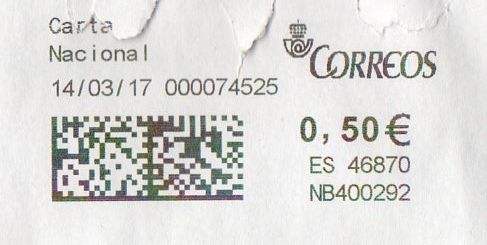 Carta
Nacional
14/03/17 000074525
CORREOS
0,50€
ES 46870
NB400292